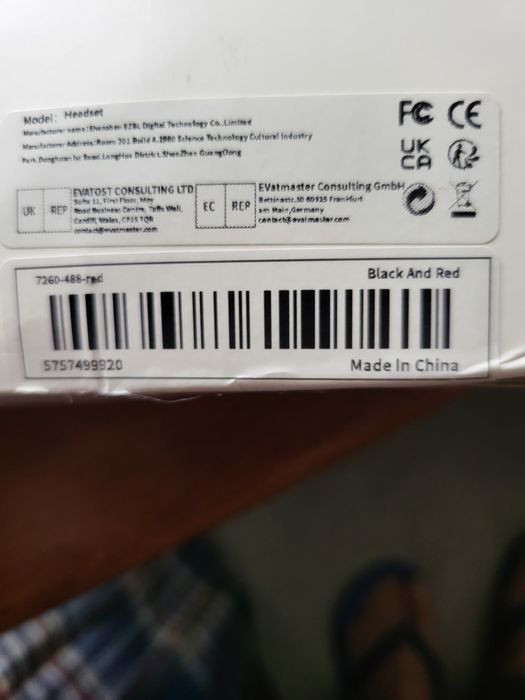 Model: Headset
Manufacturer name:Shenzhen EZBL Digital Technology Co.,Limited
Manufacturer Address:Room 201.Build A.1980 Science Technology Cultural Industry
Park.Donghuan 1st Road.LongHua District.ShenZhen GuangDong
FC CE
UK
CA
UK REP
EVATOST CONSULTING LTD
Suite 11, First Floor, Moy
Road Business Centre, Taffs Well,
Cardiff, Wales, CF15 7QR
contact@evatmaster.com
EC REP
EVatmaster Consulting GmbH
Bettinastr.30 60325 Frankfurt
am Main,Germany
contact@evatmaster.com
7260-488-red
Black And Red
5757499920
Made In China